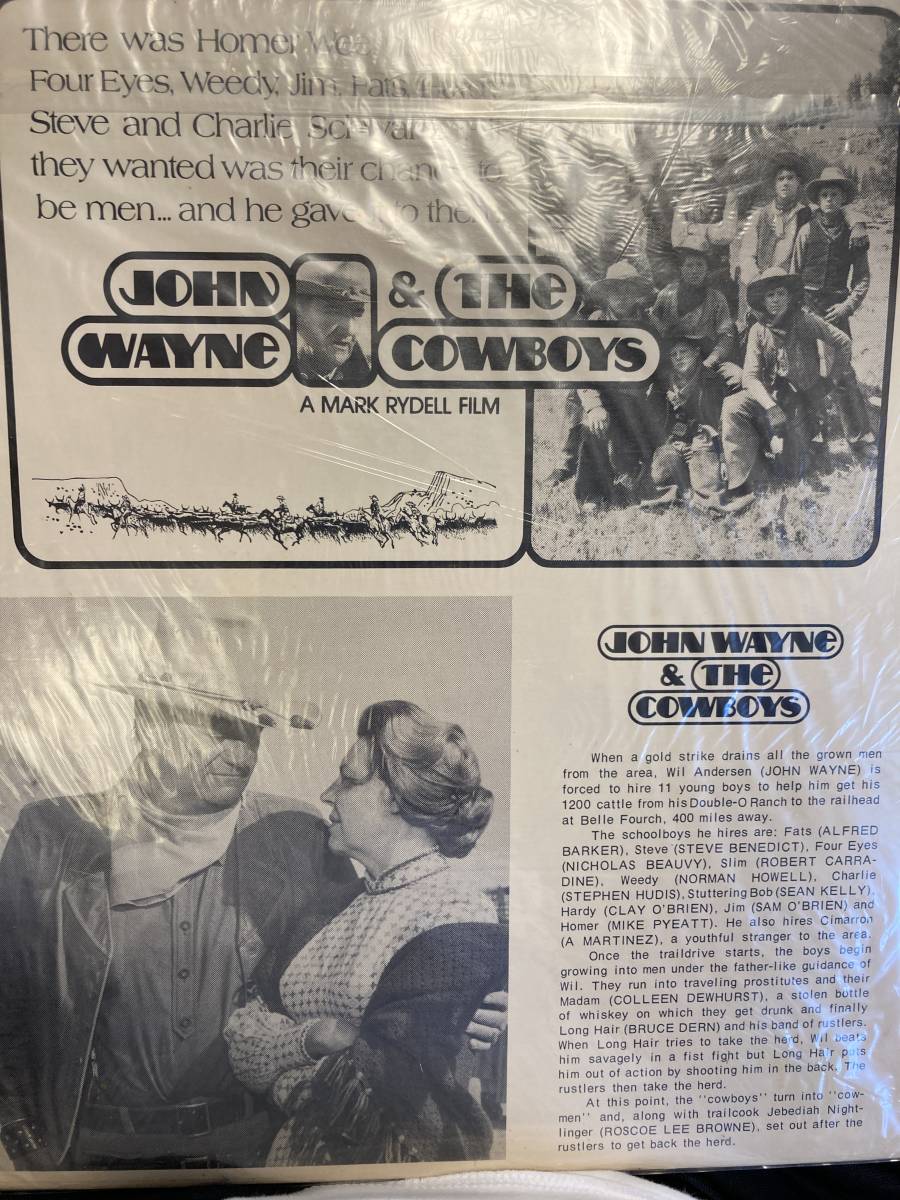 There was Homer,
Four Eyes, Weedy, Jim, Fats,
Steve and Charlie
they wanted was their chance to
be men... and he gave it to them.
JOHN & THE
WAYNE COWBOYS
A MARK RYDELL FILM
JOHN WAYNE
& THE
COWBOYS
When a gold strike drains all the grown men
from the area, Wil Andersen (JOHN WAYNE) is
forced to hire 11 young boys to help him get his
1200 cattle from his Double-O Ranch to the railhead
at Belle Fourch, 400 miles away.
The schoolboys he hires are: Fats (ALFRED
BARKER), Steve (STEVE BENEDICT), Four Eyes
(NICHOLAS BEAUVY), Slim (ROBERT CARRA-
DINE), Weedy (NORMAN HOWELL), Charlie
(STEPHEN HUDIS), Stuttering Bob (SEAN KELLY),
Hardy (CLAY O'BRIEN), Jim (SAM O'BRIEN) and
Homer (MIKE PYEATT). He also hires Cimarron
(A MARTINEZ), a youthful stranger to the area.
Once the traildrive starts, the boys begin
growing into men under the father-like guidance of
Wil. They run into traveling prostitutes and their
Madam (COLLEEN DEWHURST), a stolen bottle
of whiskey on which they get drunk and finally
Long Hair (BRUCE DERN) and his band of rustlers.
When Long Hair tries to take the herd, Wil beats
him savagely in a fist fight but Long Hair puts
him out of action by shooting him in the back. The
rustlers then take the herd.
At this point, the "cowboys" turn into "cow-
men" and, along with trailcook Jebediah Night-
linger (ROSCOE LEE BROWNE), set out after the
rustlers to get back the herd.